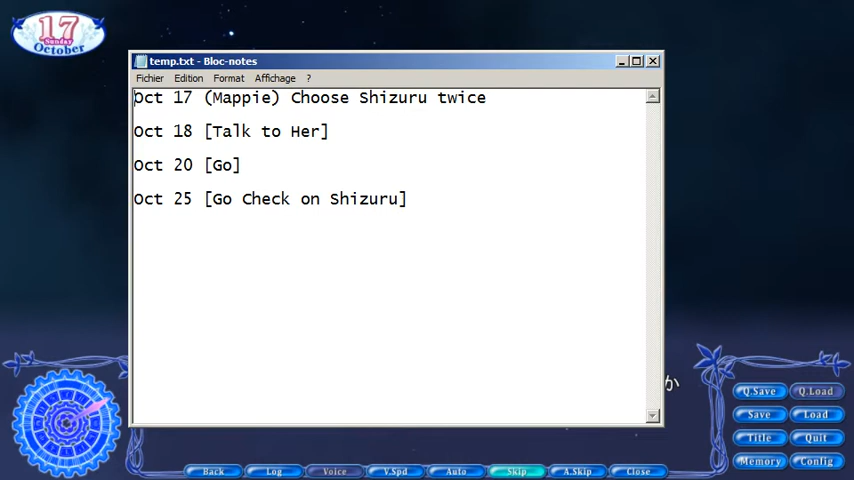 17
Sunday
October
temp.txt - Bloc-notes
Fichier Edition Format Affichage ?
Oct 17 (Mappie) Choose Shizuru twice
Oct 18 [Talk to Her]
Oct 20 [Go]
Oct 25 [Go Check on Shizuru]
か
Q.Save Q.Load
Save Load
Title Quit
Memory Config
Back Log Voice V.Spd Auto Skip A.Skip Close